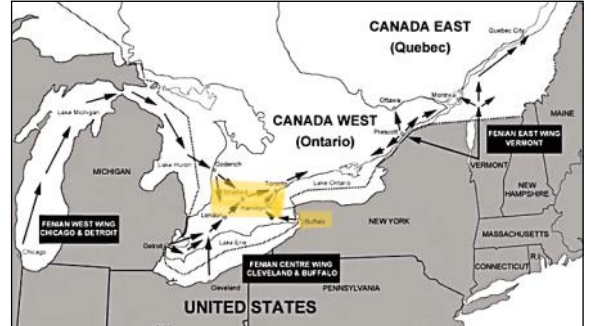 CANADA EAST
(Quebec)
Quebec City
Ottawa
Montreal
Lake Michigan
CANADA WEST
(Ontario)
Prescott
MAINE
FENIAN EAST WING
VERMONT
MICHIGAN
Lake Huron
Goderich
Stratford
Toronto
Lake Ontario
VERMONT
NEW
HAMPSHIRE
Hamilton
London
Buffalo
NEW YORK
FENIAN WEST WING
CHICAGO & DETROIT
MASSACHUSETTS
Chicago
Detroit
Lake Erie
FENIAN CENTRE WING
CLEVELAND & BUFFALO
CONNECTICUT
R.I.
Cleveland
PENNSYLVANIA
UNITED STATES